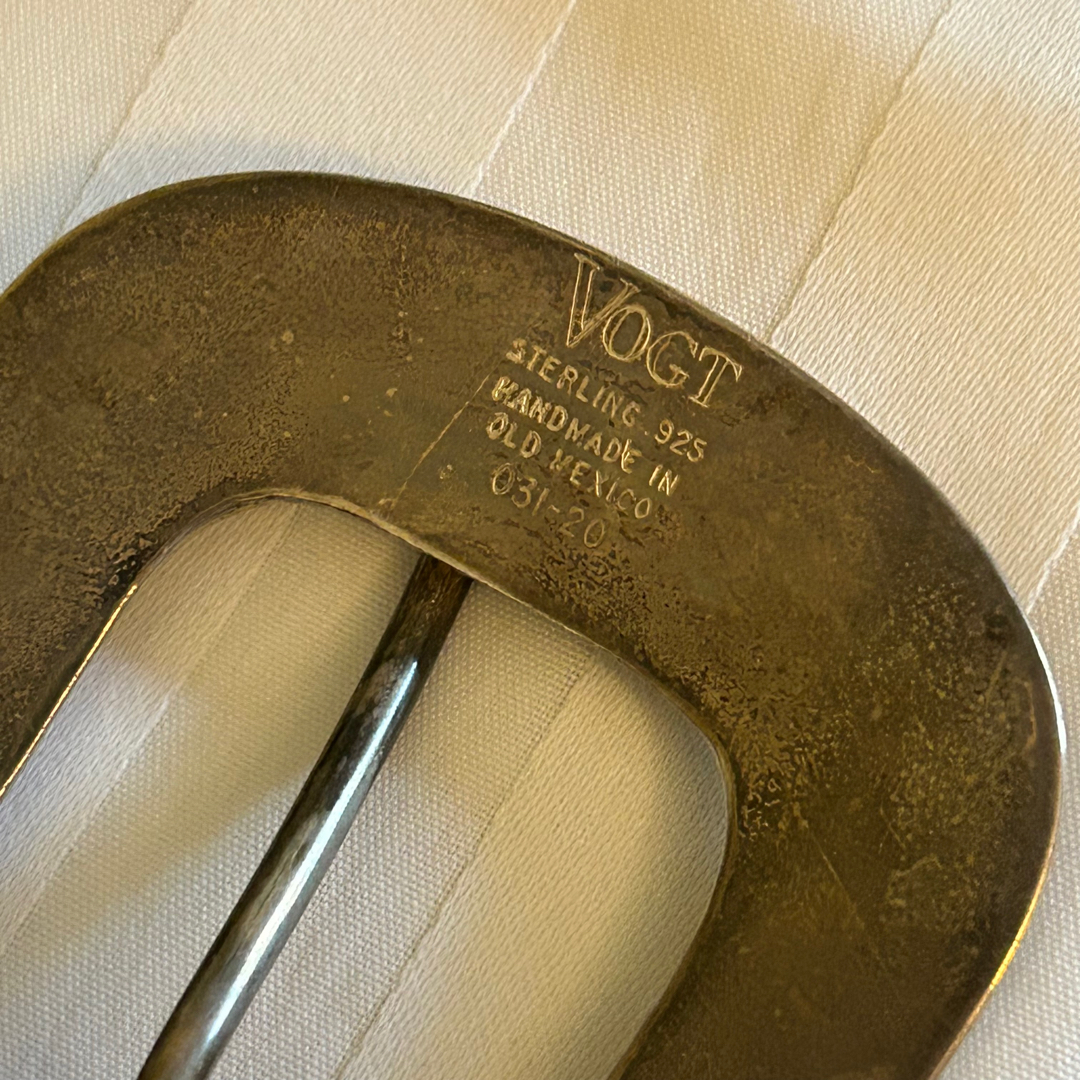 VOGT
STERLING .925
HANDMADE IN
OLD MEXICO
031-20